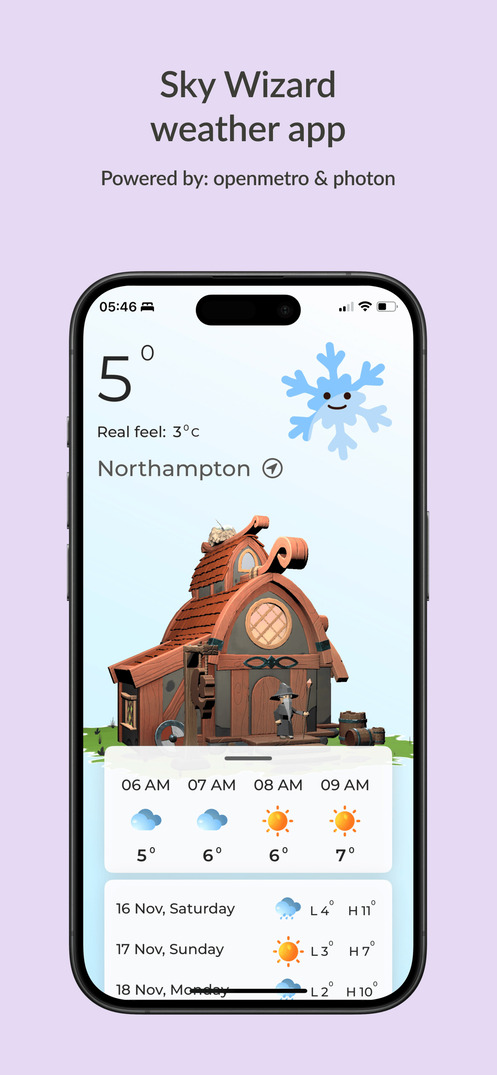 Sky Wizard
weather app
Powered by: openmetro & photon
05:46
5°
Real feel: 3°C
Northampton
06 AM 07 AM 08 AM 09 AM
5° 6° 6° 7°
16 Nov, Saturday L 4° H 11°
17 Nov, Sunday L 3° H 7°
18 Nov, Monday L 2° H 10°